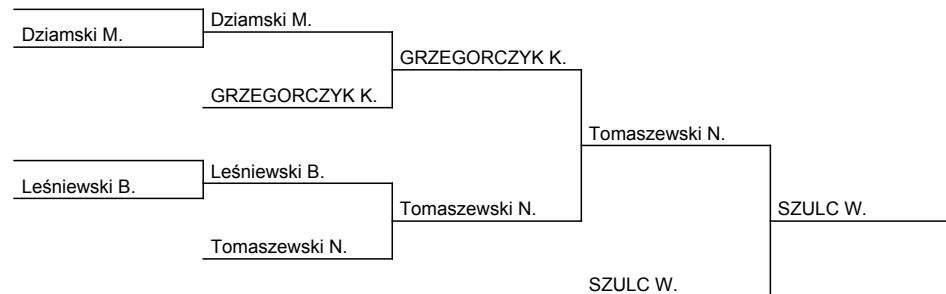 Dziamski M.
Dziamski M.
GRZEGORCZYK K.
GRZEGORCZYK K.
Tomaszewski N.
Leśniewski B.
Leśniewski B.
Tomaszewski N.
SZULC W.
Tomaszewski N.
SZULC W.